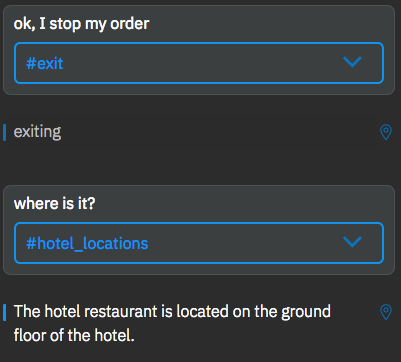 ok, I stop my order
#exit
exiting
where is it?
#hotel_locations
The hotel restaurant is located on the ground
floor of the hotel.